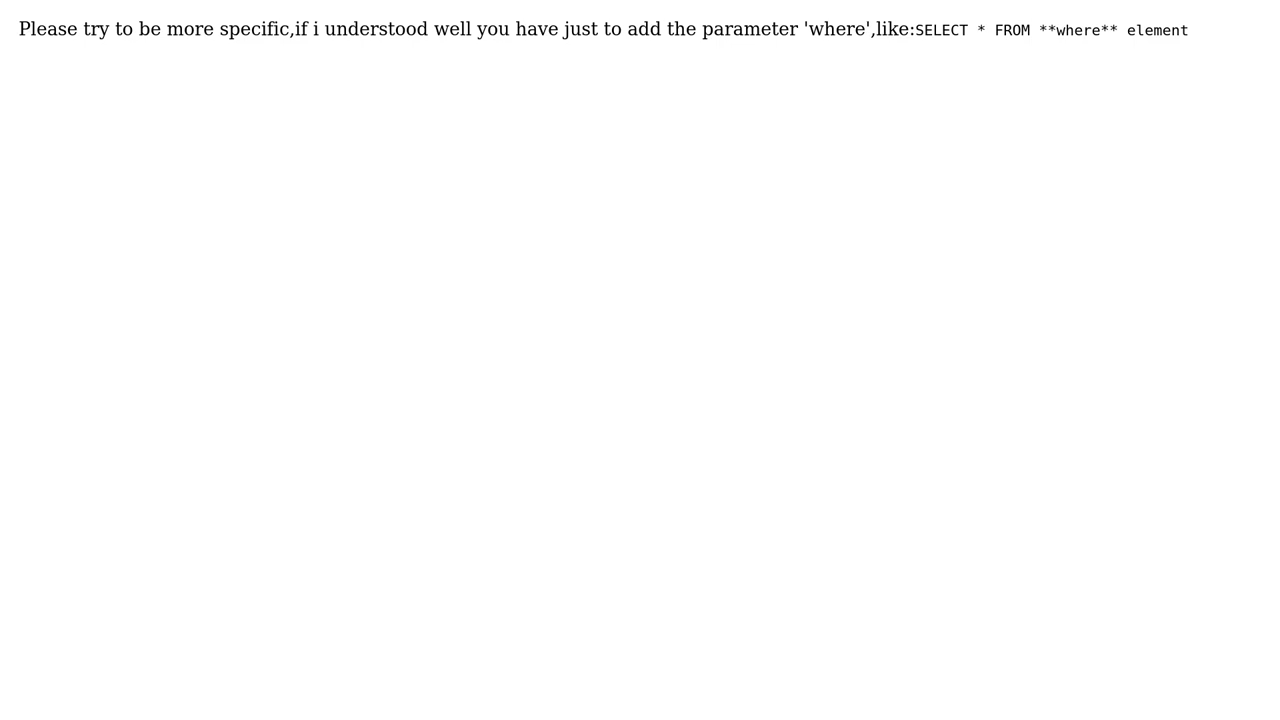 Please try to be more specific,if i understood well you have just to add the parameter 'where',like:SELECT * FROM **where** element